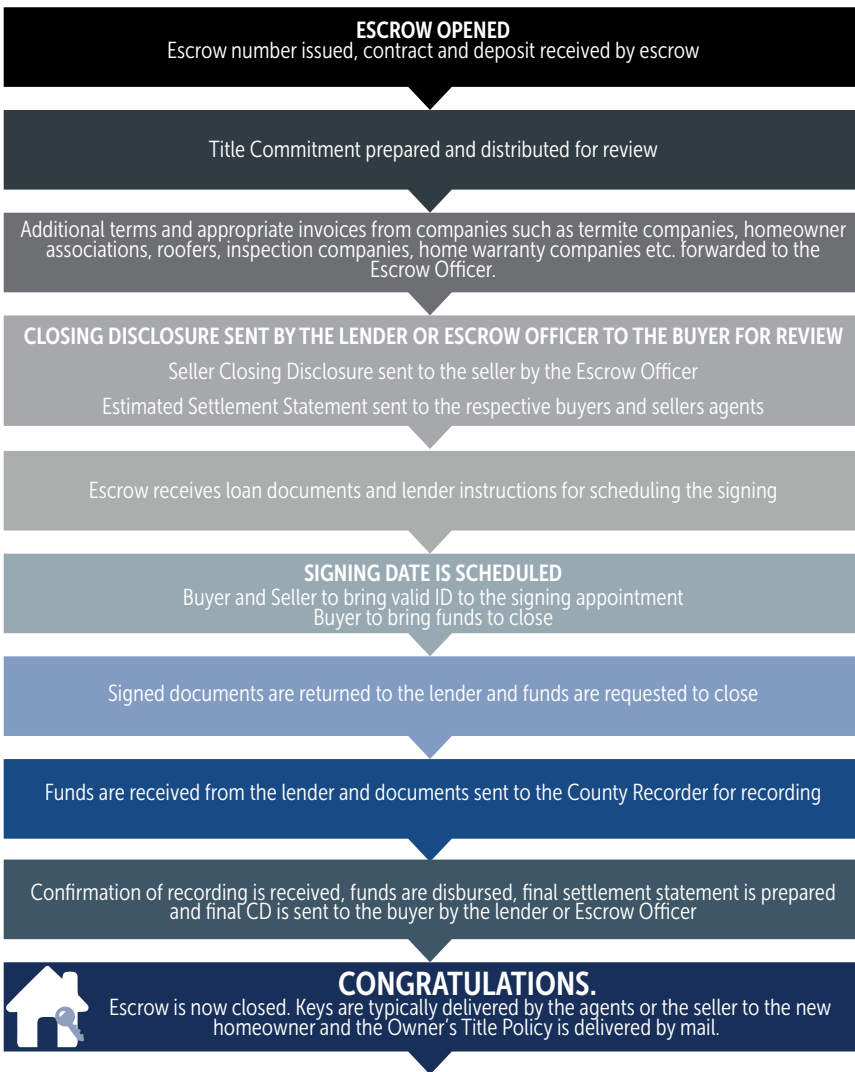 ESCROW OPENED
Escrow number issued, contract and deposit received by escrow
Title Commitment prepared and distributed for review
Additional terms and appropriate invoices from companies such as termite companies, homeowner
associations, roofers, inspection companies, home warranty companies etc. forwarded to the
Escrow Officer.
CLOSING DISCLOSURE SENT BY THE LENDER OR ESCROW OFFICER TO THE BUYER FOR REVIEW
Seller Closing Disclosure sent to the seller by the Escrow Officer
Estimated Settlement Statement sent to the respective buyers and sellers agents
Escrow receives loan documents and lender instructions for scheduling the signing
SIGNING DATE IS SCHEDULED
Buyer and Seller to bring valid ID to the signing appointment
Buyer to bring funds to close
Signed documents are returned to the lender and funds are requested to close
Funds are received from the lender and documents sent to the County Recorder for recording
Confirmation of recording is received, funds are disbursed, final settlement statement is prepared
and final CD is sent to the buyer by the lender or Escrow Officer
CONGRATULATIONS.
Escrow is now closed. Keys are typically delivered by the agents or the seller to the new
homeowner and the Owner's Title Policy is delivered by mail.